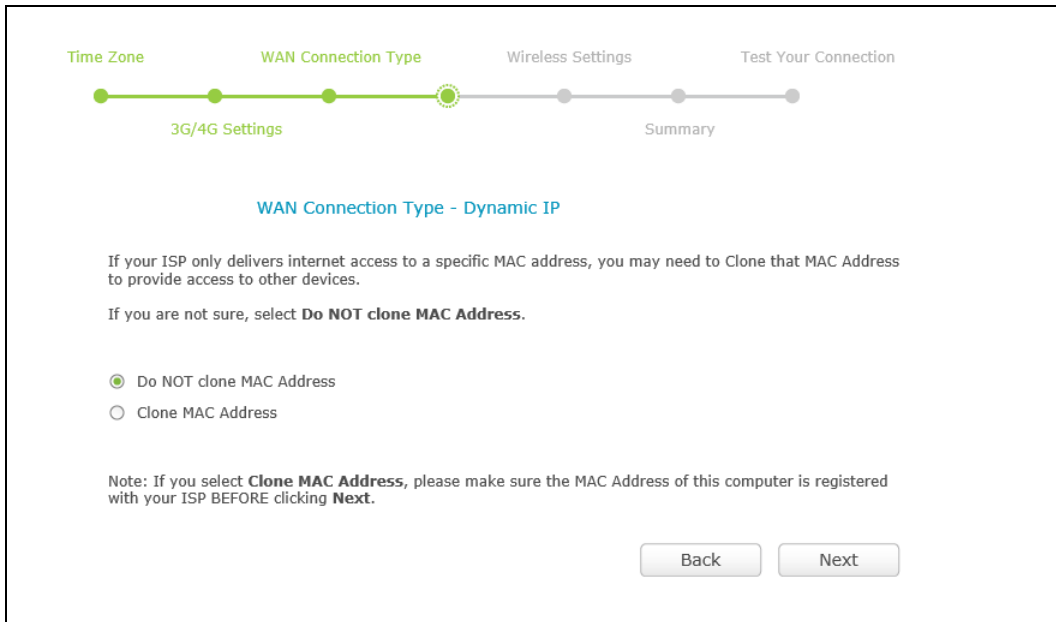 Time Zone
WAN Connection Type
Wireless Settings
Test Your Connection
3G/4G Settings
Summary
WAN Connection Type - Dynamic IP
If your ISP only delivers internet access to a specific MAC address, you may need to Clone that MAC Address
to provide access to other devices.
If you are not sure, select Do NOT clone MAC Address.
Do NOT clone MAC Address
Clone MAC Address
Note: If you select Clone MAC Address, please make sure the MAC Address of this computer is registered
with your ISP BEFORE clicking Next.
Back
Next